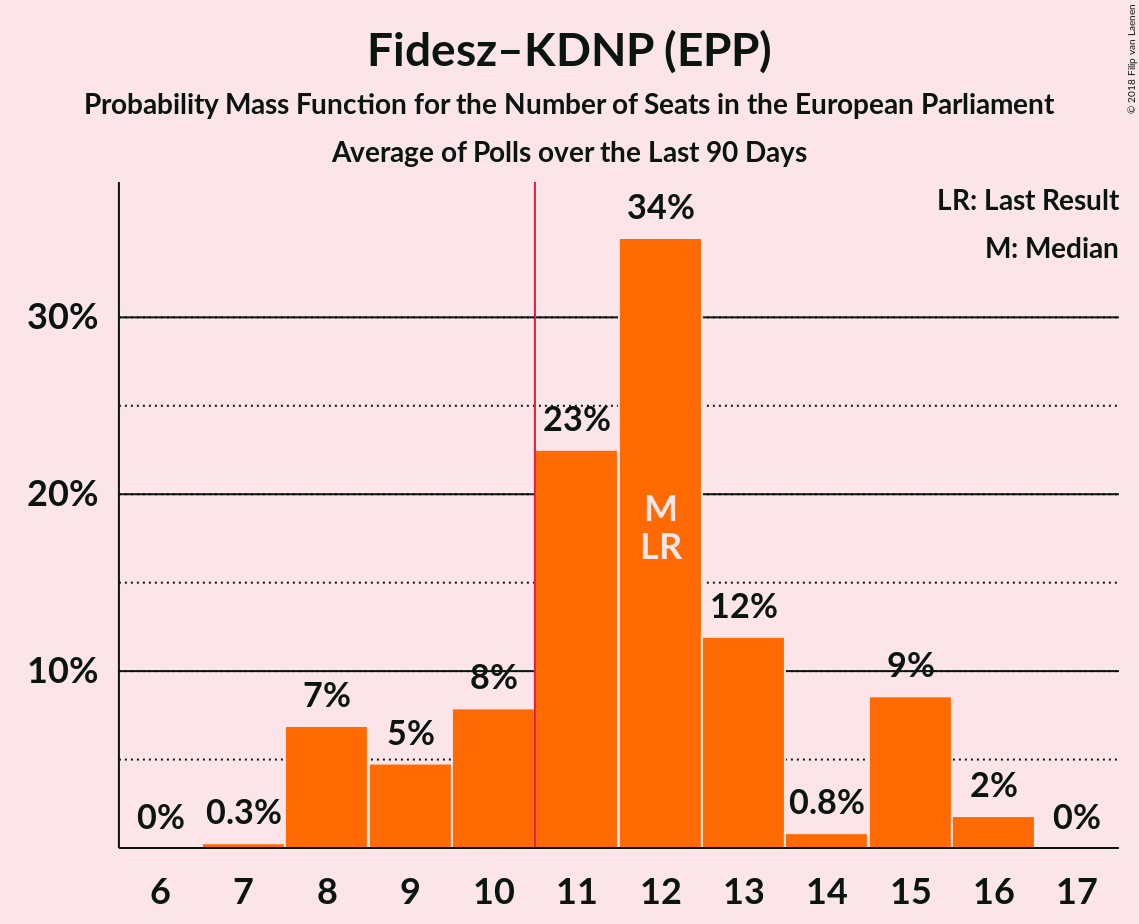 Fidesz–KDNP (EPP)
Probability Mass Function for the Number of Seats in the European Parliament
Average of Polls over the Last 90 Days
© 2018 Filip van Laenen
LR: Last Result
M: Median
30%
20%
10%
0%
0.3%
7%
5%
8%
23%
34%
12%
0.8%
9%
2%
0%
M
LR
6 7 8 9 10 11 12 13 14 15 16 17